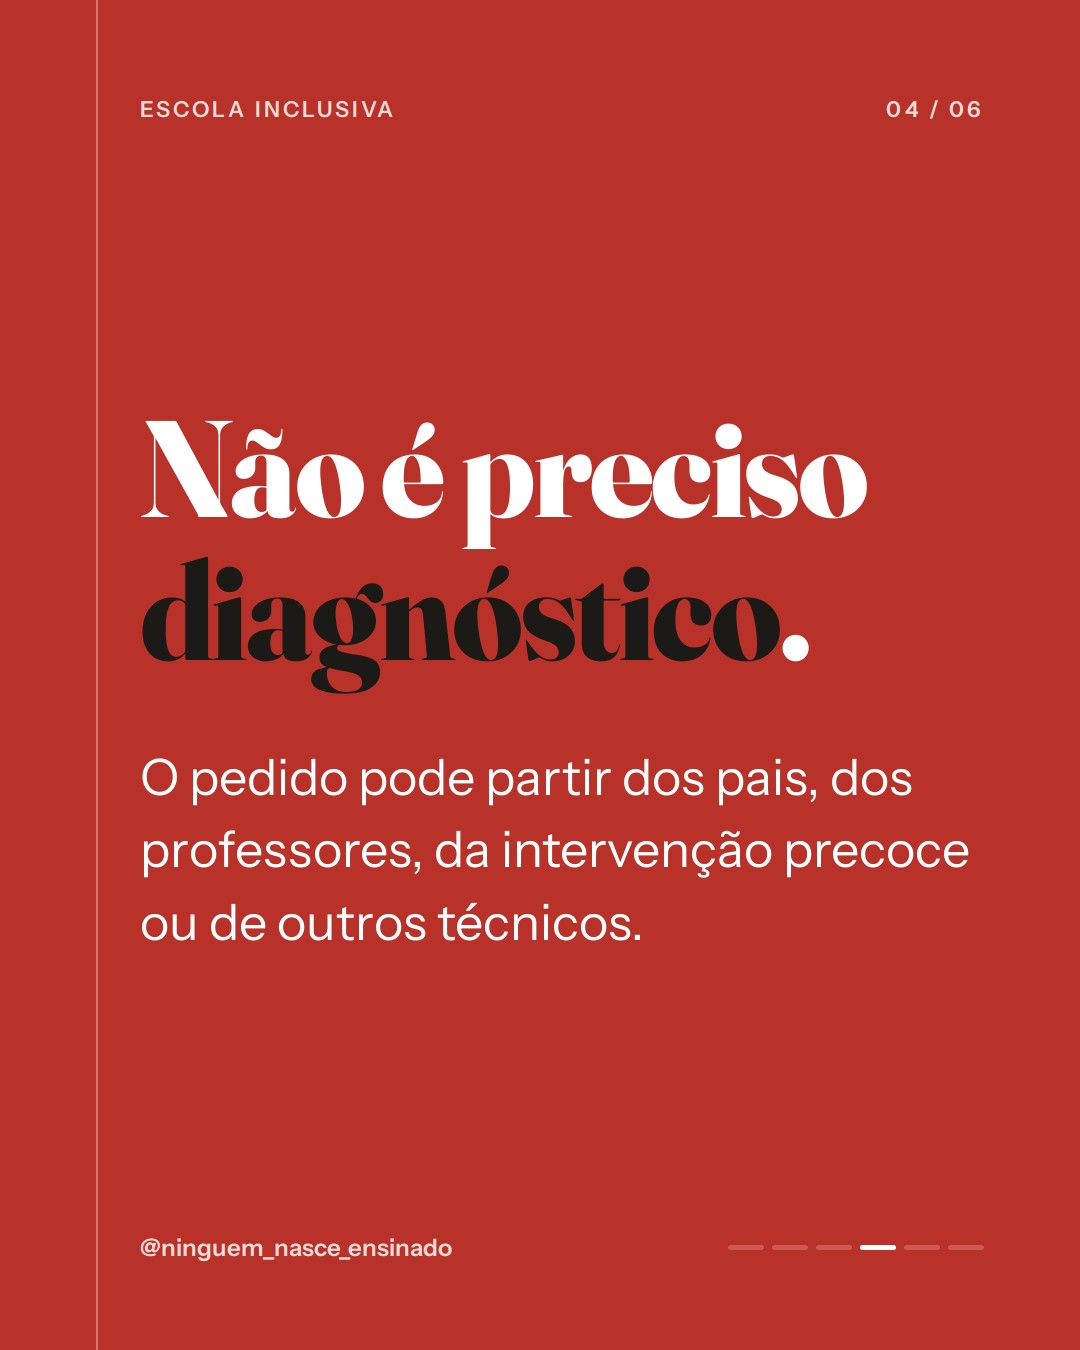 ESCOLA INCLUSIVA
04 / 06
Não é preciso
diagnóstico.
O pedido pode partir dos pais, dos
professores, da intervenção precoce
ou de outros técnicos.
@ninguem_nasce_ensinado